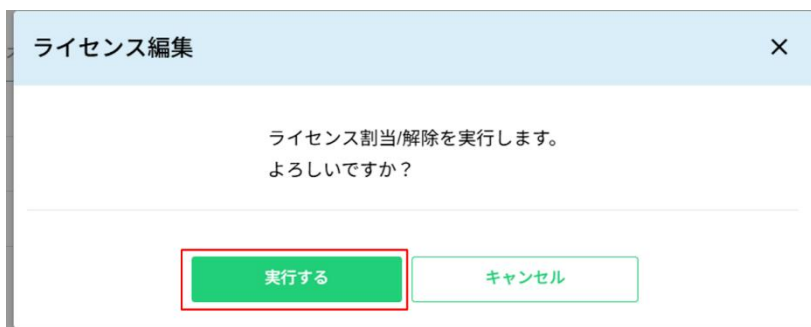 ライセンス編集
ライセンス割当/解除を実行します。
よろしいですか？
実行する
キャンセル